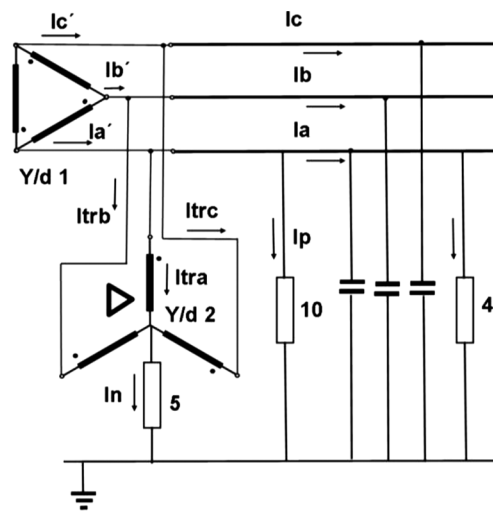 Ic´ Ic
Ib´ Ib
Ia´ Ia
Y/d 1
Itrb Itrc Ip
Itra
Y/d 2 10 4
In 5